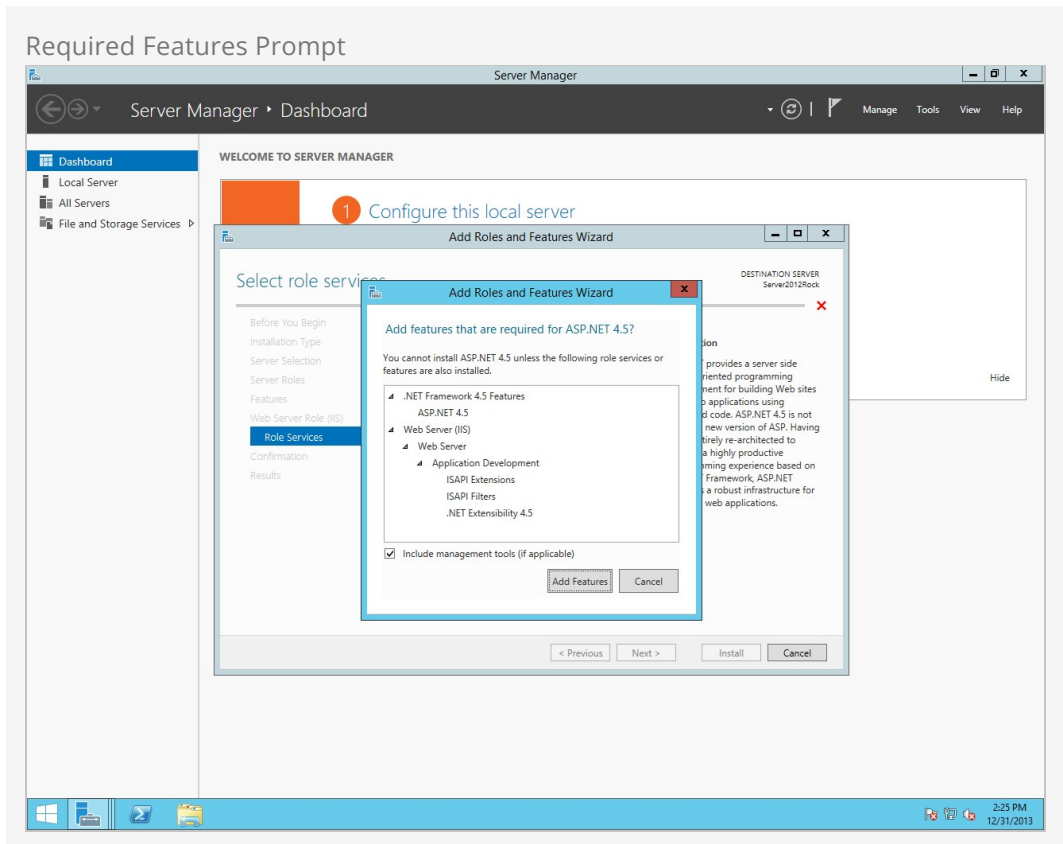 Required Features Prompt
Server Manager
Server Manager • Dashboard
Manage Tools View Help
Dashboard
Local Server
All Servers
File and Storage Services
WELCOME TO SERVER MANAGER
1 Configure this local server
Hide
Add Roles and Features Wizard
Select role services
DESTINATION SERVER
Server2012Rock
Before You Begin
Installation Type
Server Selection
Server Roles
Features
Web Server Role (IIS)
Role Services
Confirmation
Results
Add Roles and Features Wizard
x
Add features that are required for ASP.NET 4.5?
You cannot install ASP.NET 4.5 unless the following role services or
features are also installed.
.NET Framework 4.5 Features
ASP.NET 4.5
Web Server (IIS)
Web Server
Application Development
ISAPI Extensions
ISAPI Filters
.NET Extensibility 4.5
Include management tools (if applicable)
Add Features Cancel
provides a server side
programming
for building Web sites
applications using
code. ASP.NET 4.5 is not
new version of ASP. Having
re-architected to
a highly productive
experience based on
Framework, ASP.NET
a robust infrastructure for
web applications.
< Previous Next > Install Cancel
2:25 PM
12/31/2013